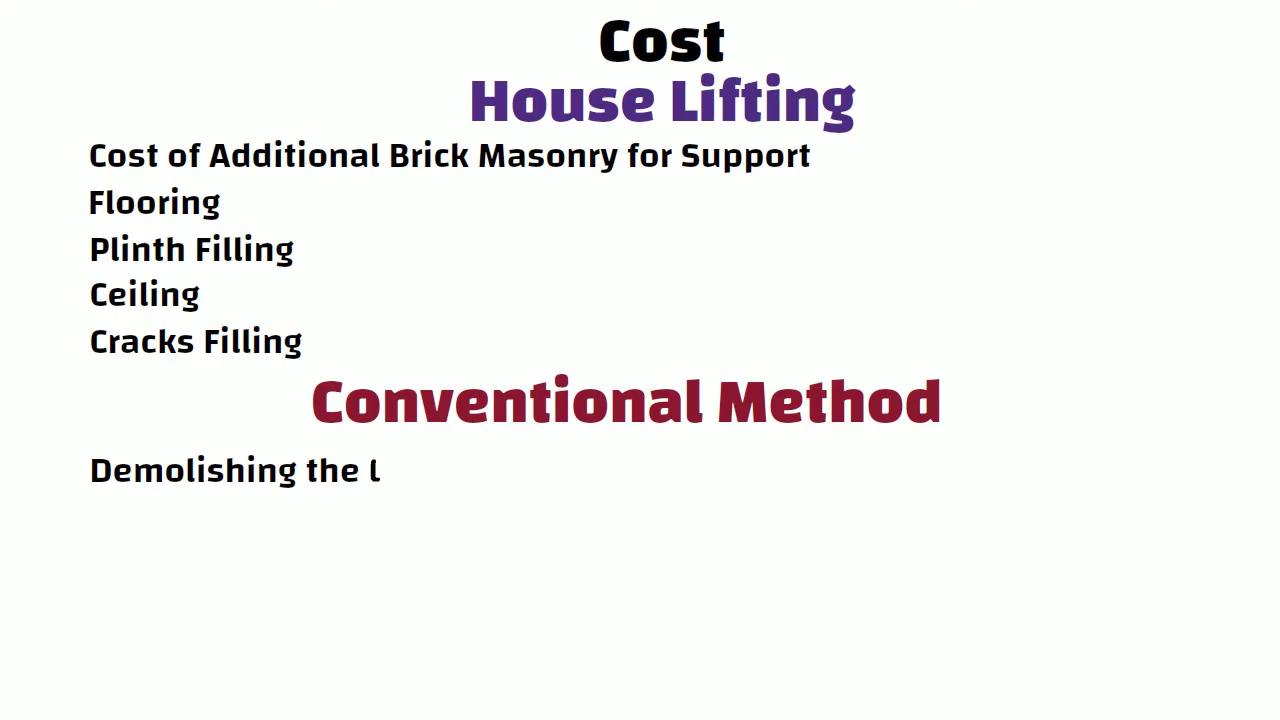 Cost
House Lifting
Cost of Additional Brick Masonry for Support
Flooring
Plinth Filling
Ceiling
Cracks Filling
Conventional Method
Demolishing the